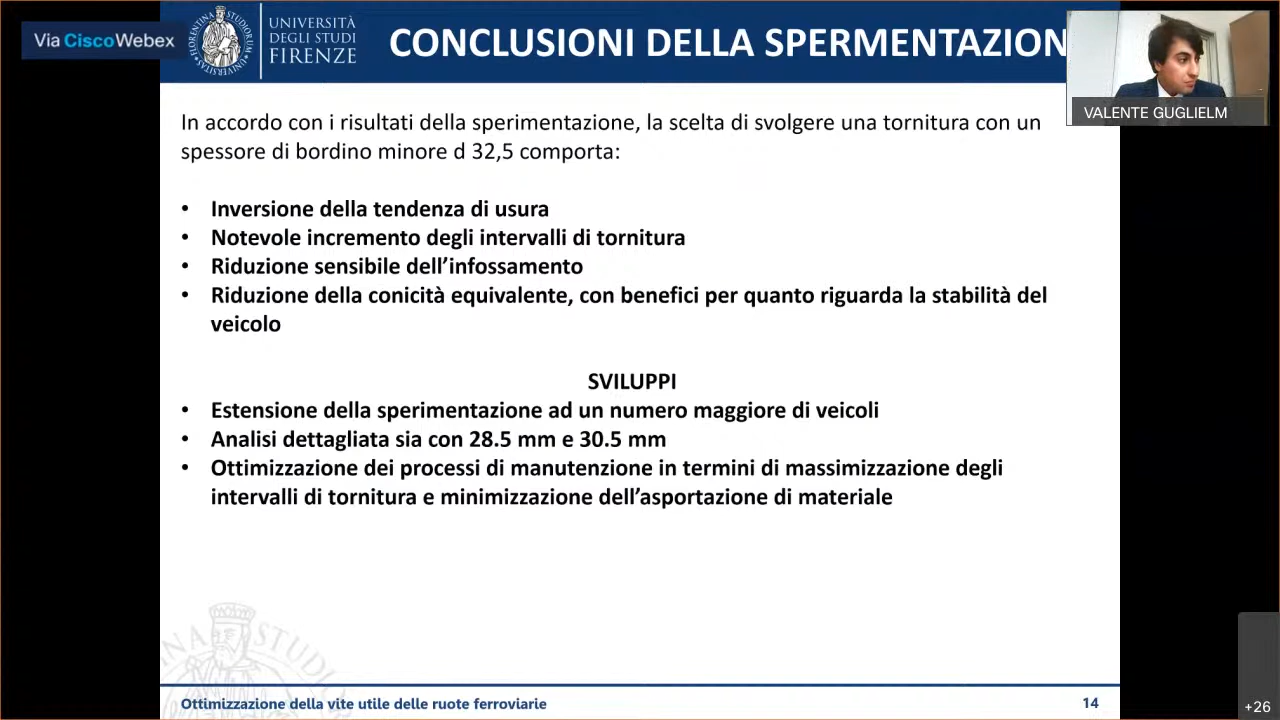 Via CiscoWebex
UNIVERSITÀ
DEGLI STUDI
FIRENZE
CONCLUSIONI DELLA SPERMENTAZION
VALENTE GUGLIELM
In accordo con i risultati della sperimentazione, la scelta di svolgere una tornitura con un
spessore di bordino minore d 32,5 comporta:
• Inversione della tendenza di usura
• Notevole incremento degli intervalli di tornitura
• Riduzione sensibile dell’infossamento
• Riduzione della conicità equivalente, con benefici per quanto riguarda la stabilità del
veicolo
SVILUPPI
• Estensione della sperimentazione ad un numero maggiore di veicoli
• Analisi dettagliata sia con 28.5 mm e 30.5 mm
• Ottimizzazione dei processi di manutenzione in termini di massimizzazione degli
intervalli di tornitura e minimizzazione dell’asportazione di materiale
Ottimizzazione della vite utile delle ruote ferroviarie
14
+26